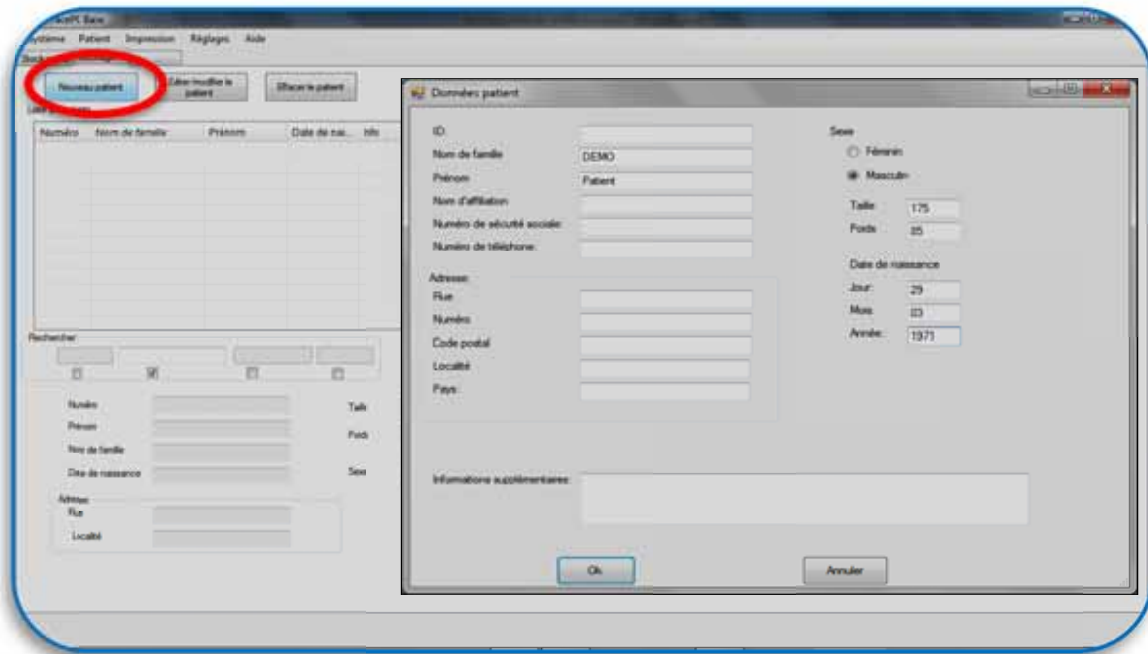 Base
Système Patient Impression Réglages Aide
Nouveau patient
Editer/modifier le patient
Effacer le patient
Numéro Nom de famille Prénom Date de nai... Info
Rechercher
Numéro
Prénom
Nom de famille
Date de naissance
Taille
Poids
Sexe
Adresse
Rue
Localité
Données patient
ID:
Nom de famille DEMO
Prénom Patient
Nom d'affiliation
Numéro de sécurité sociale:
Numéro de téléphone:
Adresse:
Rue
Numéro
Code postal
Localité
Pays:
Sexe
Féminin
Masculin
Taille: 175
Poids 85
Date de naissance
Jour: 29
Mois 03
Année: 1971
Informations supplémentaires:
Ok
Annuler